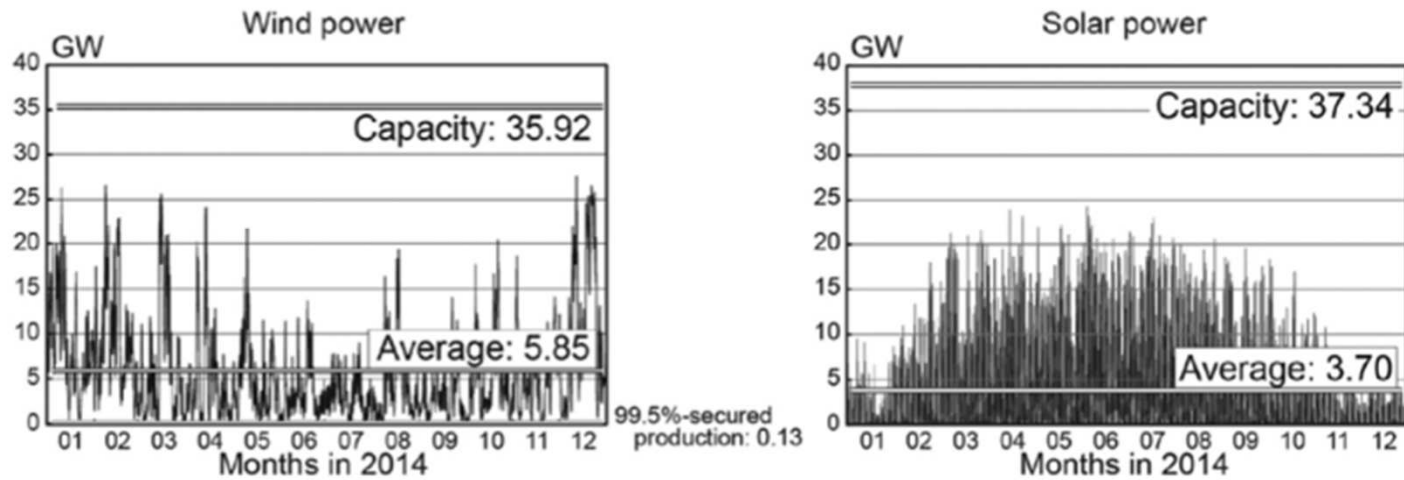 Wind power
GW
40
35
30
25
20
15
10
5
0
Capacity: 35.92
Average: 5.85
01 02 03 04 05 06 07 08 09 10 11 12
Months in 2014
99.5%-secured
production: 0.13
Solar power
GW
40
35
30
25
20
15
10
5
0
Capacity: 37.34
Average: 3.70
01 02 03 04 05 06 07 08 09 10 11 12
Months in 2014